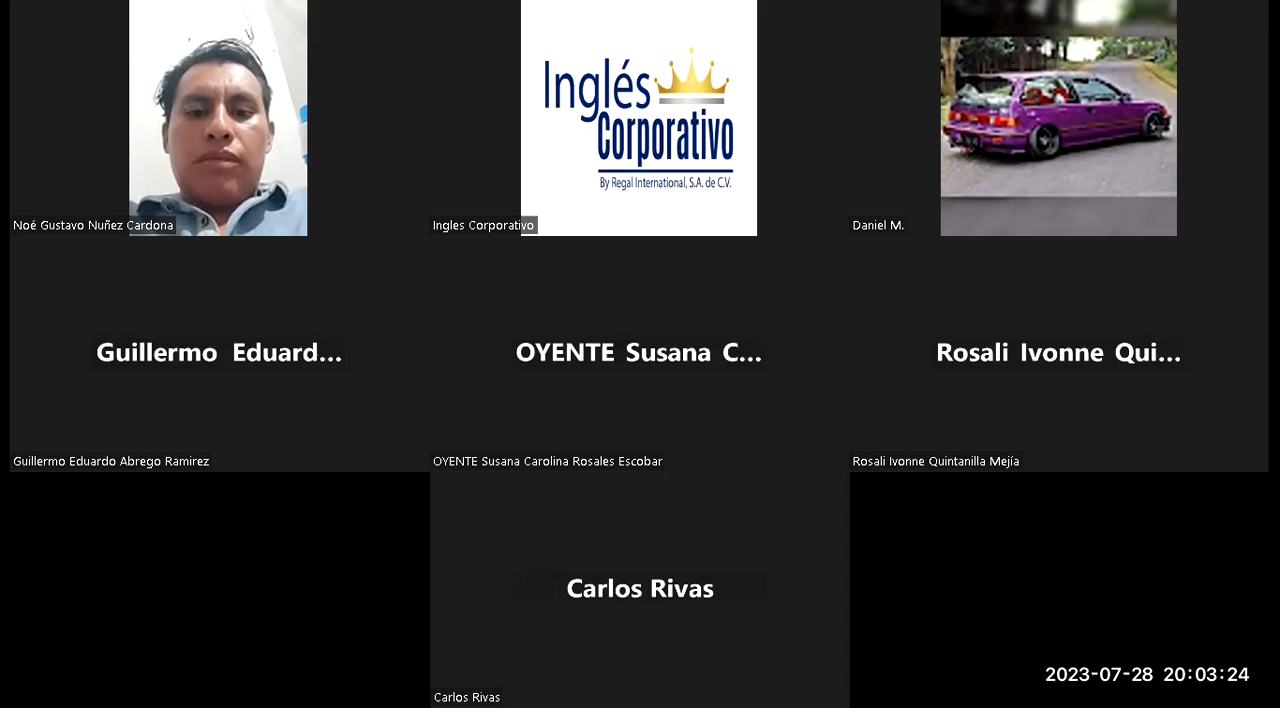 Inglés
Corporativo
By Regal International, S.A. de C.V.
Noé Gustavo Nuñez Cardona
Ingles Corporativo
Daniel M.
Guillermo Eduard...
OYENTE Susana C...
Rosali Ivonne Qui...
Guillermo Eduardo Abrego Ramirez
OYENTE Susana Carolina Rosales Escobar
Rosali Ivonne Quintanilla Mejía
Carlos Rivas
2023-07-28 20:03:24
Carlos Rivas